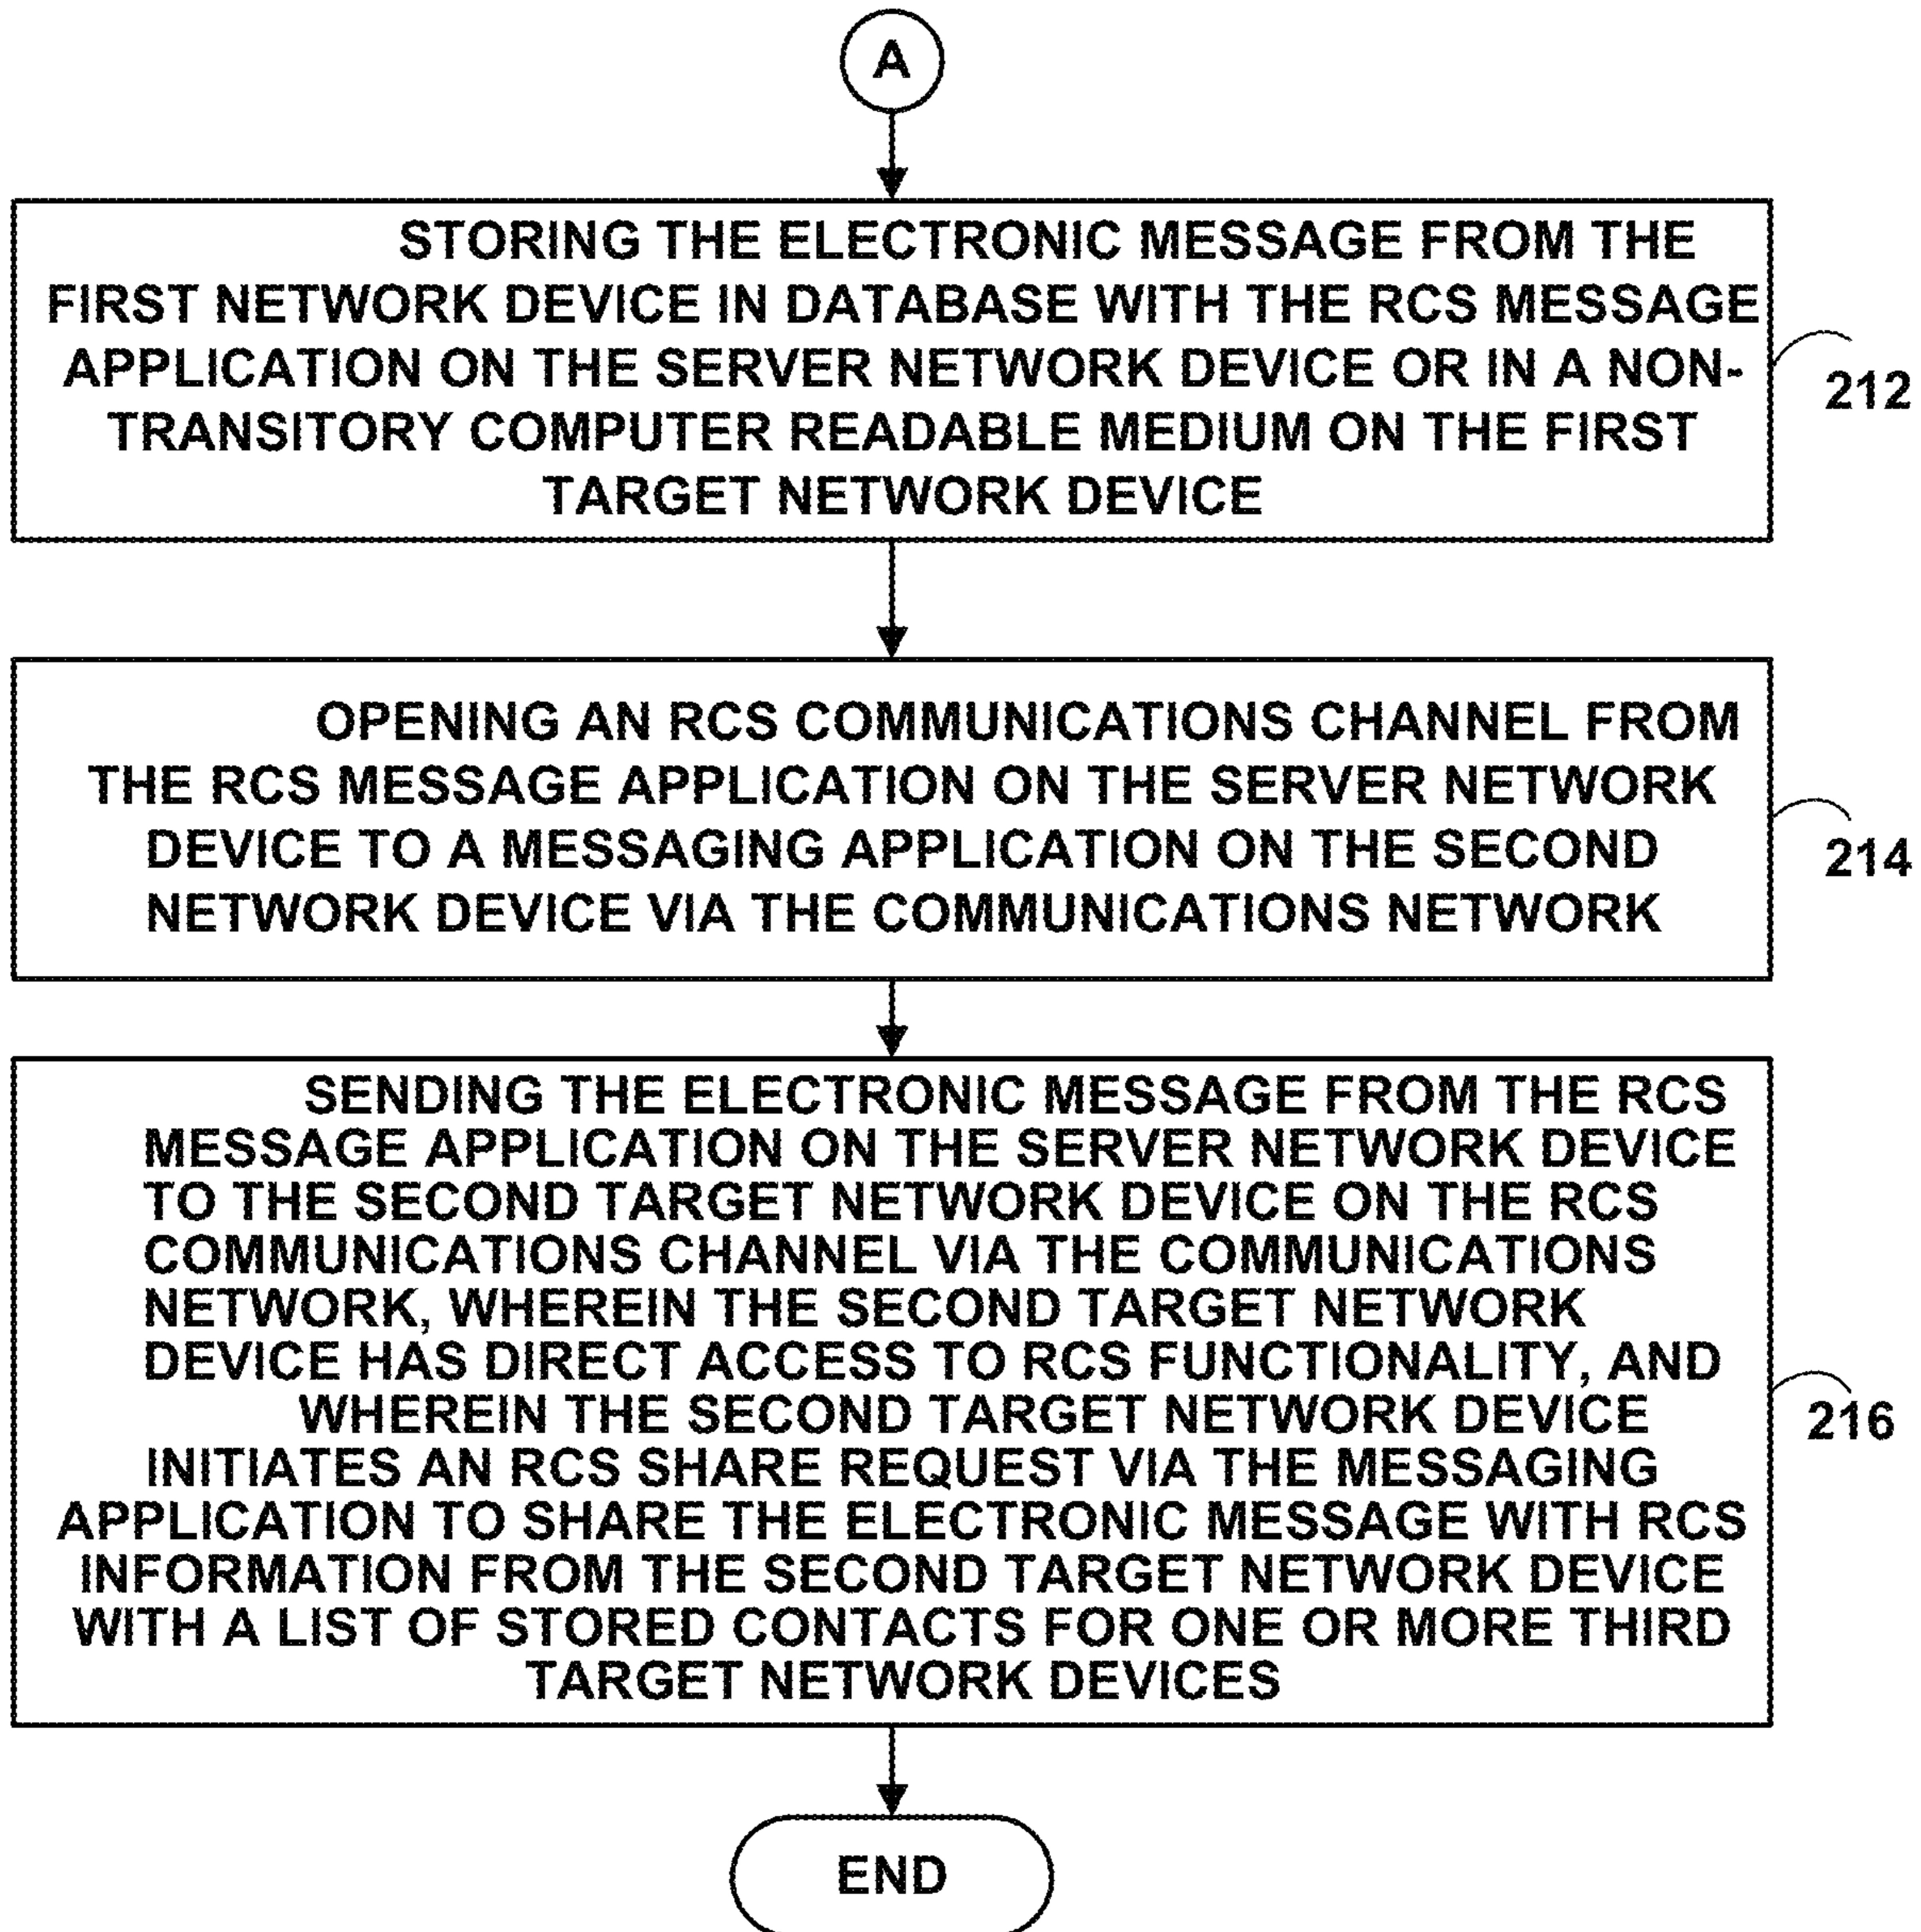 A
STORING THE ELECTRONIC MESSAGE FROM THE
FIRST NETWORK DEVICE IN DATABASE WITH THE RCS MESSAGE
APPLICATION ON THE SERVER NETWORK DEVICE OR IN A NON-
TRANSITORY COMPUTER READABLE MEDIUM ON THE FIRST
TARGET NETWORK DEVICE
212
OPENING AN RCS COMMUNICATIONS CHANNEL FROM
THE RCS MESSAGE APPLICATION ON THE SERVER NETWORK
DEVICE TO A MESSAGING APPLICATION ON THE SECOND
NETWORK DEVICE VIA THE COMMUNICATIONS NETWORK
214
SENDING THE ELECTRONIC MESSAGE FROM THE RCS
MESSAGE APPLICATION ON THE SERVER NETWORK DEVICE
TO THE SECOND TARGET NETWORK DEVICE ON THE RCS
COMMUNICATIONS CHANNEL VIA THE COMMUNICATIONS
NETWORK, WHEREIN THE SECOND TARGET NETWORK
DEVICE HAS DIRECT ACCESS TO RCS FUNCTIONALITY, AND
WHEREIN THE SECOND TARGET NETWORK DEVICE
INITIATES AN RCS SHARE REQUEST VIA THE MESSAGING
APPLICATION TO SHARE THE ELECTRONIC MESSAGE WITH RCS
INFORMATION FROM THE SECOND TARGET NETWORK DEVICE
WITH A LIST OF STORED CONTACTS FOR ONE OR MORE THIRD
TARGET NETWORK DEVICES
216
END